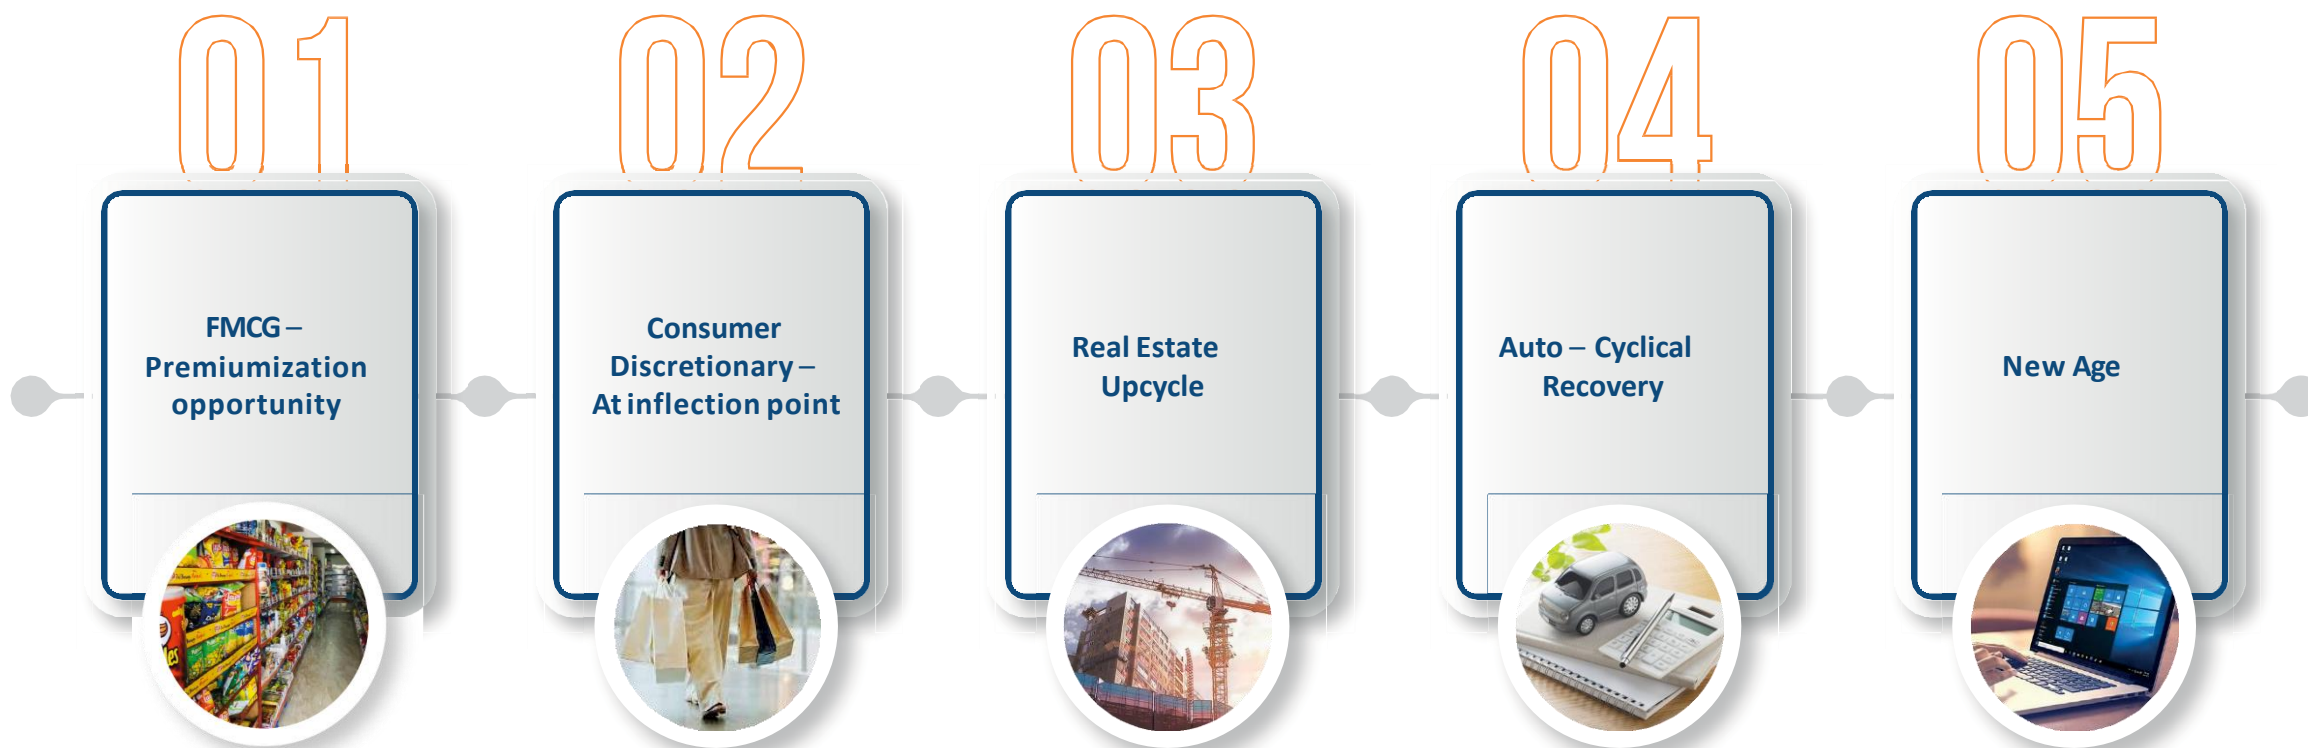 01
FMCG –
Premiumization
opportunity
02
Consumer
Discretionary –
At inflection point
03
Real Estate
Upcycle
04
Auto – Cyclical
Recovery
05
New Age